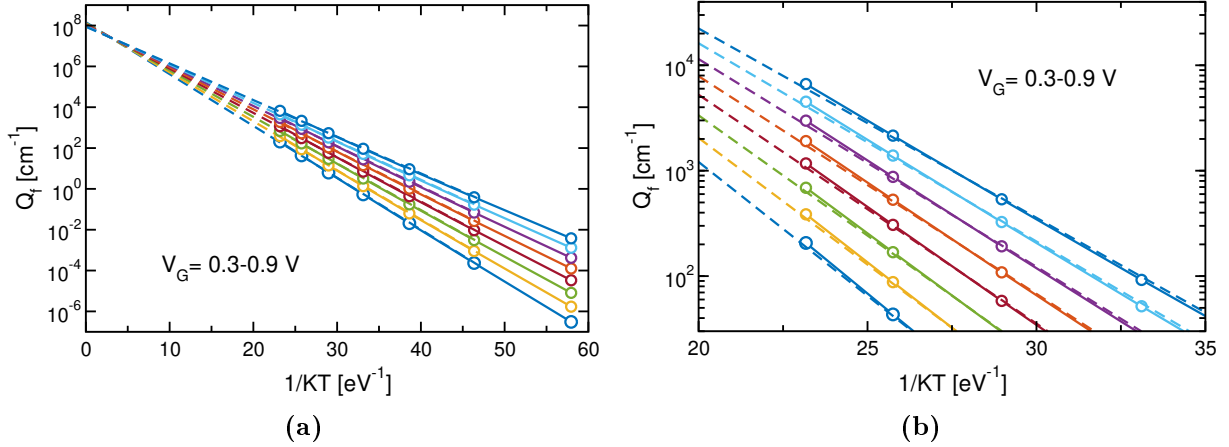 10^8
10^6
10^4
10^2
10^0
10^-2
10^-4
10^-6
Q_f [cm^-1]
V_G= 0.3-0.9 V
0 10 20 30 40 50 60
1/KT [eV^-1]
(a)
10^4
10^3
10^2
Q_f [cm^-1]
V_G= 0.3-0.9 V
20 25 30 35
1/KT [eV^-1]
(b)